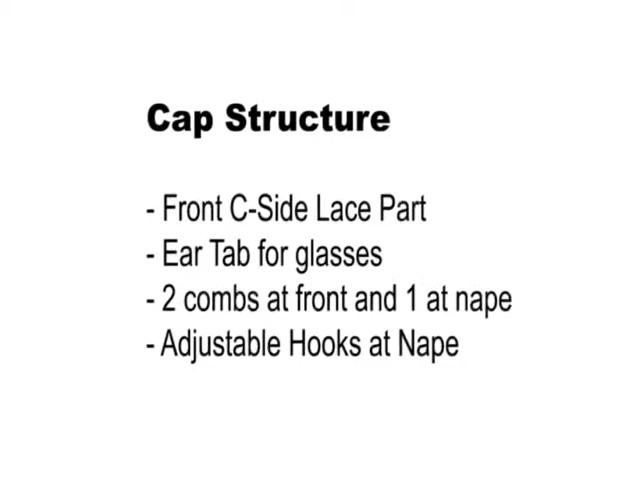 Cap Structure
- Front C-Side Lace Part
- Ear Tab for glasses
- 2 combs at front and 1 at nape
- Adjustable Hooks at Nape